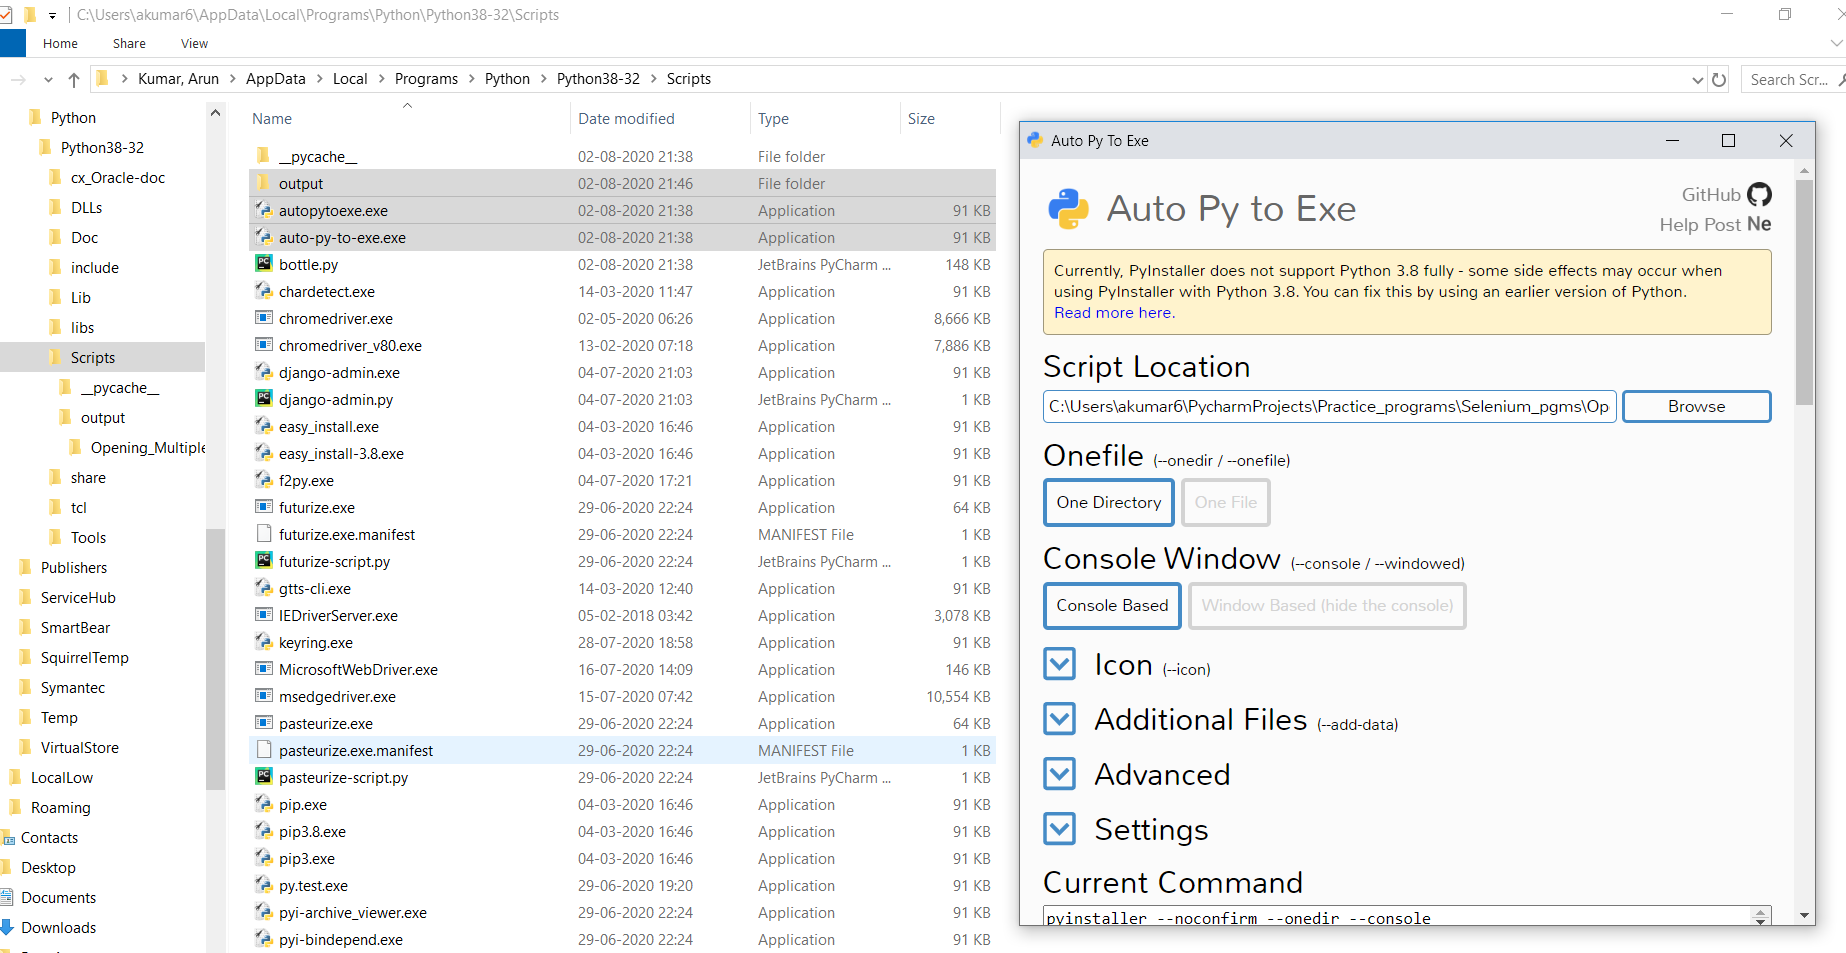 C:\Users\akumar6\AppData\Local\Programs\Python\Python38-32\Scripts
Home Share View
Kumar, Arun > AppData > Local > Programs > Python > Python38-32 > Scripts
Search Scr...
Python
Python38-32
cx_Oracle-doc
DLLs
Doc
include
Lib
libs
Scripts
__pycache__
output
Opening_Multiple
share
tcl
Tools
Publishers
ServiceHub
SmartBear
SquirrelTemp
Symantec
Temp
VirtualStore
LocalLow
Roaming
Contacts
Desktop
Documents
Downloads
Name Date modified Type Size
__pycache__ 02-08-2020 21:38 File folder
output 02-08-2020 21:46 File folder
autopytoexe.exe 02-08-2020 21:38 Application 91 KB
auto-py-to-exe.exe 02-08-2020 21:38 Application 91 KB
bottle.py 02-08-2020 21:38 JetBrains PyCharm ... 148 KB
chardetect.exe 14-03-2020 11:47 Application 91 KB
chromedriver.exe 02-05-2020 06:26 Application 8,666 KB
chromedriver_v80.exe 13-02-2020 07:18 Application 7,886 KB
django-admin.exe 04-07-2020 21:03 Application 91 KB
django-admin.py 04-07-2020 21:03 JetBrains PyCharm ... 1 KB
easy_install.exe 04-03-2020 16:46 Application 91 KB
easy_install-3.8.exe 04-03-2020 16:46 Application 91 KB
f2py.exe 04-07-2020 17:21 Application 91 KB
futurize.exe 29-06-2020 22:24 Application 64 KB
futurize.exe.manifest 29-06-2020 22:24 MANIFEST File 1 KB
futurize-script.py 29-06-2020 22:24 JetBrains PyCharm ... 1 KB
gtts-cli.exe 14-03-2020 12:40 Application 91 KB
IEDriverServer.exe 05-02-2018 03:42 Application 3,078 KB
keyring.exe 28-07-2020 18:58 Application 91 KB
MicrosoftWebDriver.exe 16-07-2020 14:09 Application 146 KB
msedgedriver.exe 15-07-2020 07:42 Application 10,554 KB
pasteurize.exe 29-06-2020 22:24 Application 64 KB
pasteurize.exe.manifest 29-06-2020 22:24 MANIFEST File 1 KB
pasteurize-script.py 29-06-2020 22:24 JetBrains PyCharm ... 1 KB
pip.exe 04-03-2020 16:46 Application 91 KB
pip3.8.exe 04-03-2020 16:46 Application 91 KB
pip3.exe 04-03-2020 16:46 Application 91 KB
py.test.exe 29-06-2020 19:20 Application 91 KB
pyi-archive_viewer.exe 29-06-2020 22:24 Application 91 KB
pyi-bindepend.exe 29-06-2020 22:24 Application 91 KB
Auto Py To Exe
Auto Py to Exe
GitHub
Help Post Ne
Currently, PyInstaller does not support Python 3.8 fully - some side effects may occur when
using PyInstaller with Python 3.8. You can fix this by using an earlier version of Python.
Read more here.
Script Location
C:\Users\akumar6\PycharmProjects\Practice_programs\Selenium_pgms\Op
Browse
Onefile (--onedir / --onefile)
One Directory One File
Console Window (--console / --windowed)
Console Based Window Based (hide the console)
Icon (--icon)
Additional Files (--add-data)
Advanced
Settings
Current Command
pyinstaller --noconfirm --onedir --console